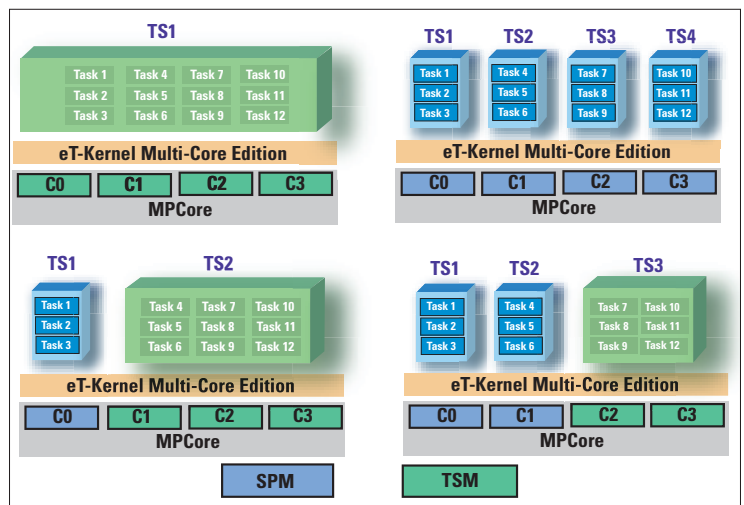 TS1
Task 1 Task 4 Task 7 Task 10
Task 2 Task 5 Task 8 Task 11
Task 3 Task 6 Task 9 Task 12
eT-Kernel Multi-Core Edition
C0 C1 C2 C3
MPCore
TS1 TS2 TS3 TS4
Task 1 Task 4 Task 7 Task 10
Task 2 Task 5 Task 8 Task 11
Task 3 Task 6 Task 9 Task 12
eT-Kernel Multi-Core Edition
C0 C1 C2 C3
MPCore
TS1 TS2
Task 1 Task 4 Task 7 Task 10
Task 2 Task 5 Task 8 Task 11
Task 3 Task 6 Task 9 Task 12
eT-Kernel Multi-Core Edition
C0 C1 C2 C3
MPCore
TS1 TS2 TS3
Task 1 Task 4 Task 7 Task 10
Task 2 Task 5 Task 8 Task 11
Task 3 Task 6 Task 9 Task 12
eT-Kernel Multi-Core Edition
C0 C1 C2 C3
MPCore
SPM TSM